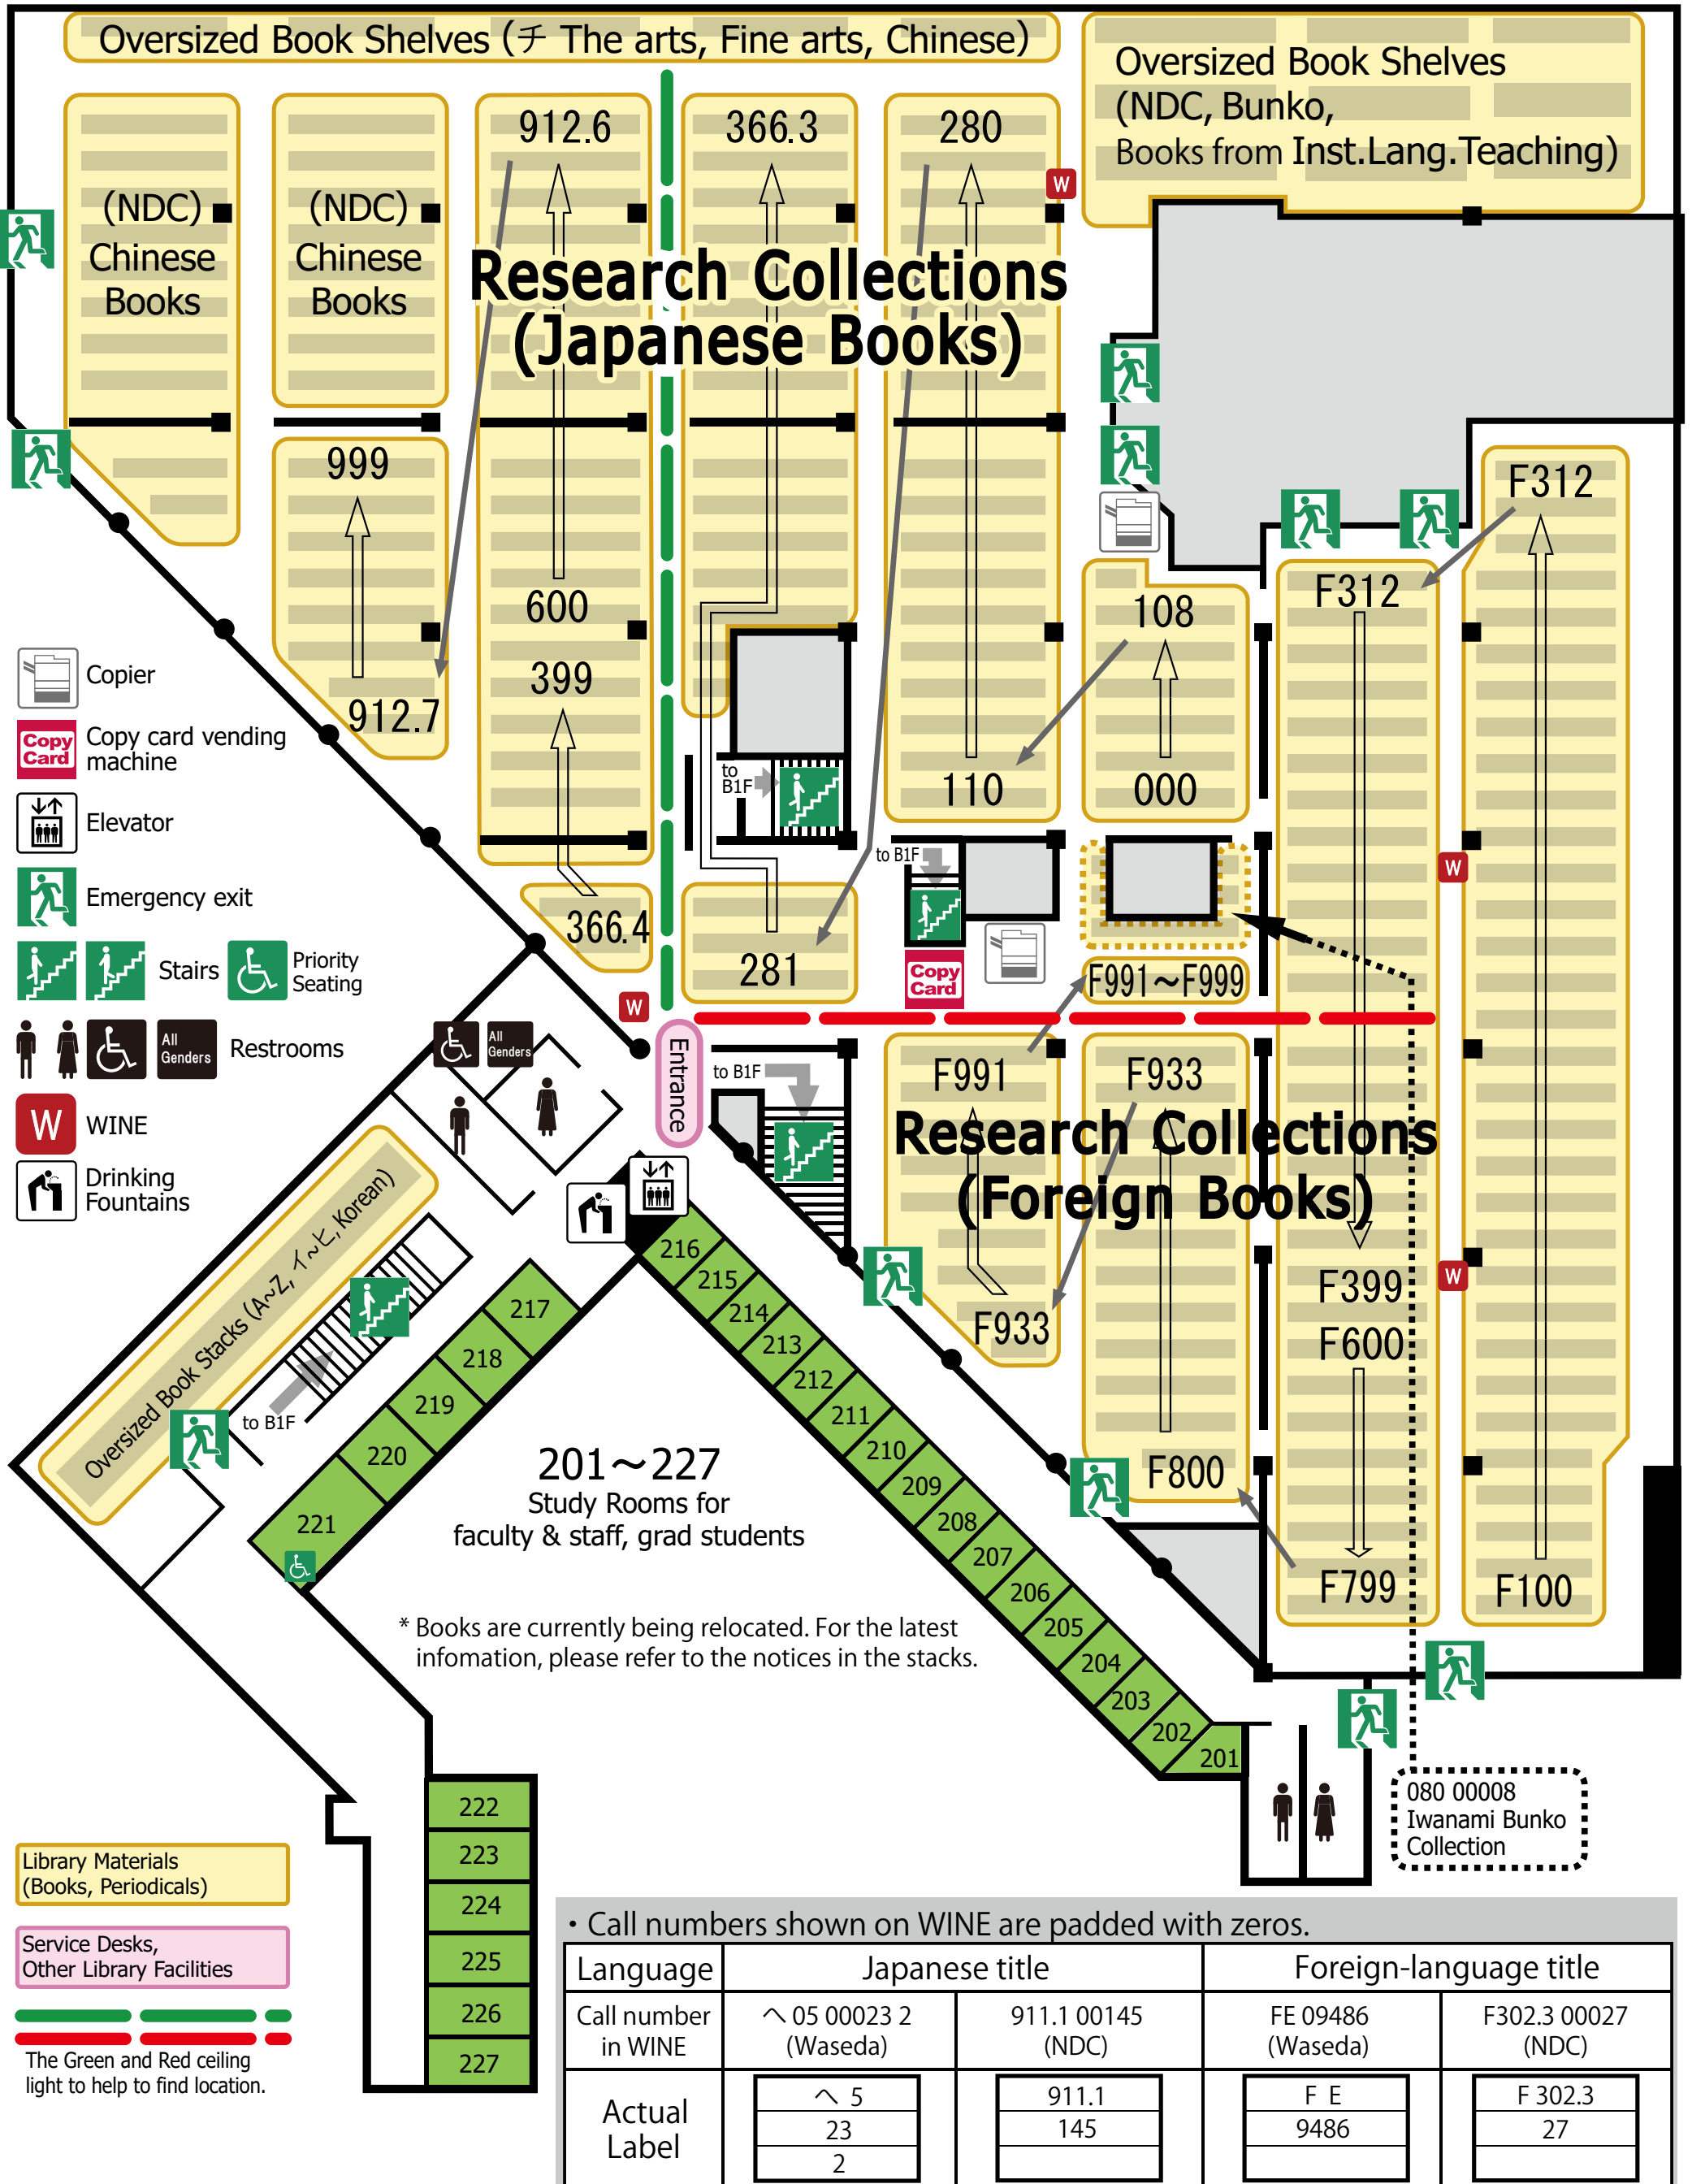 Oversized Book Shelves (チ The arts, Fine arts, Chinese)
Oversized Book Shelves
(NDC, Bunko,
Books from Inst.Lang.Teaching)
912.6
366.3
280
W
(NDC)
Chinese
Books
(NDC)
Chinese
Books
Research Collections
(Japanese Books)
999
600
399
912.7
366.4
281
110
108
000
F312
F312
to
B1F
to B1F
Copy
Card
F991～F999
W
W
Copier
Copy
Card
Copy card vending
machine
Elevator
Emergency exit
Stairs
Priority
Seating
All
Genders
Restrooms
W
WINE
Drinking
Fountains
All
Genders
Entrance
to B1F
F991
F933
Research Collections
(Foreign Books)
F933
F399
F600
W
F800
F799
F100
Oversized Book Stacks (A~Z, イ~ヒ, Korean)
to B1F
216
215
214
213
212
211
210
209
208
207
206
205
204
203
202
201
217
218
219
220
221
201～227
Study Rooms for
faculty & staff, grad students
* Books are currently being relocated. For the latest
infomation, please refer to the notices in the stacks.
222
223
224
225
226
227
080 00008
Iwanami Bunko
Collection
Library Materials
(Books, Periodicals)
Service Desks,
Other Library Facilities
The Green and Red ceiling
light to help to find location.
・Call numbers shown on WINE are padded with zeros.
Language Japanese title Foreign-language title
Call number
in WINE
ヘ 05 00023 2
(Waseda)
911.1 00145
(NDC)
FE 09486
(Waseda)
F302.3 00027
(NDC)
Actual
Label
ヘ 5
23
2
911.1
145
F E
9486
F 302.3
27